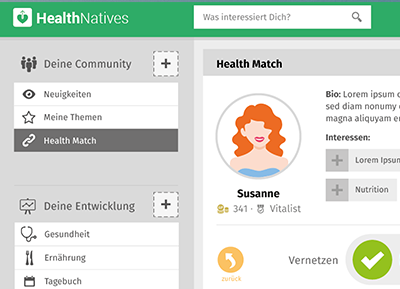 HealthNatives
Was interessiert Dich?
Deine Community
Neuigkeiten
Meine Themen
Health Match
Deine Entwicklung
Gesundheit
Ernährung
Tagebuch
Health Match
Susanne
341 · Vitalist
Bio: Lorem ipsum
sed diam nonumy
magna aliquyam
Interessen:
Lorem Ipsum
Nutrition
zurück
Vernetzen